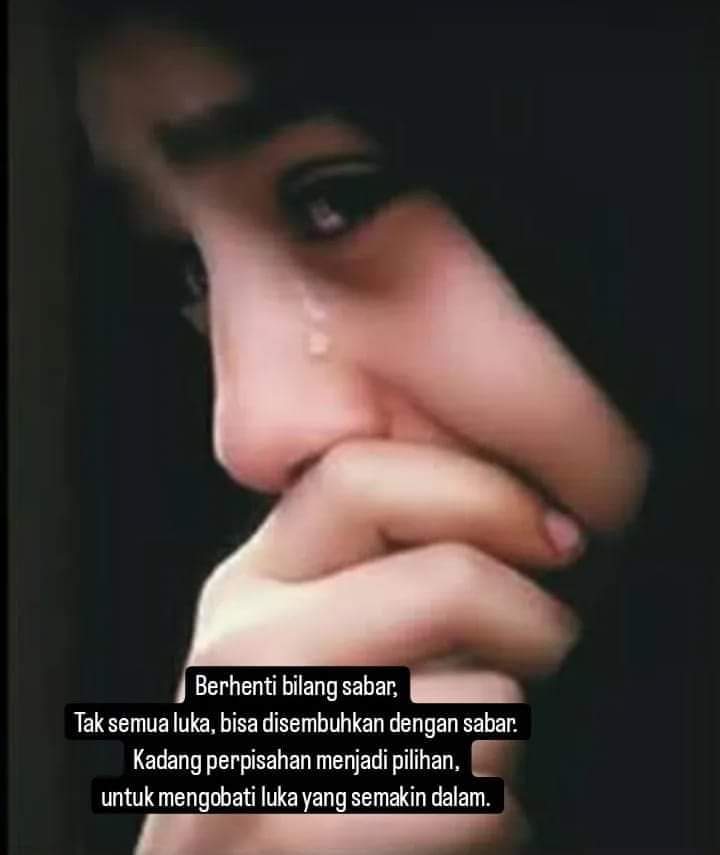 Berhenti bilang sabar,
Tak semua luka, bisa disembuhkan dengan sabar.
Kadang perpisahan menjadi pilihan,
untuk mengobati luka yang semakin dalam.